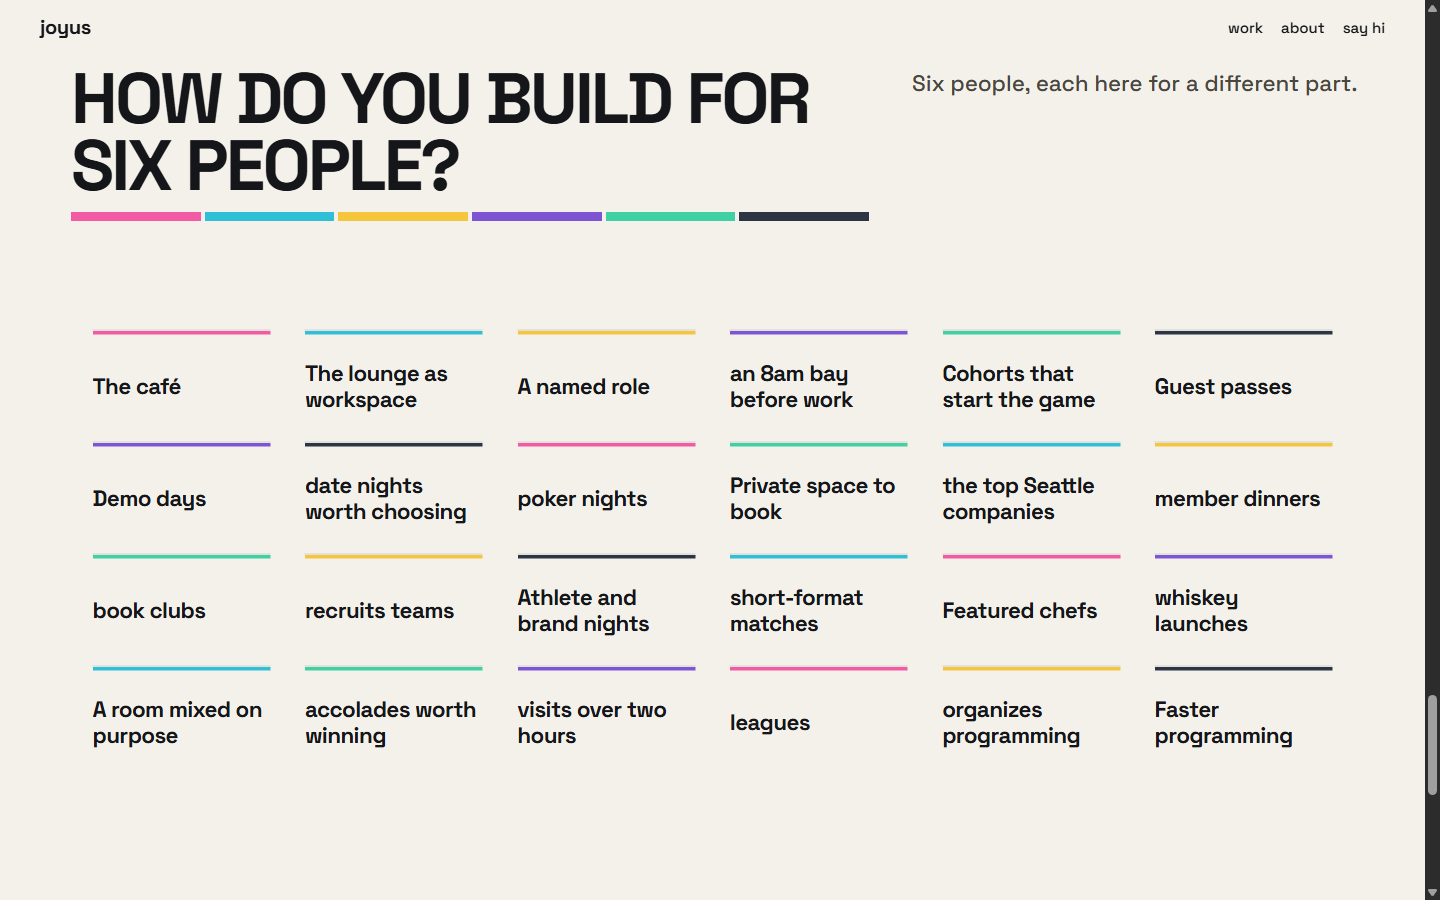 joyus
work about say hi
HOW DO YOU BUILD FOR
SIX PEOPLE?
Six people, each here for a different part.
The café
The lounge as
workspace
A named role
an 8am bay
before work
Cohorts that
start the game
Guest passes
Demo days
date nights
worth choosing
poker nights
Private space to
book
the top Seattle
companies
member dinners
book clubs
recruits teams
Athlete and
brand nights
short-format
matches
Featured chefs
whiskey
launches
A room mixed on
purpose
accolades worth
winning
visits over two
hours
leagues
organizes
programming
Faster
programming